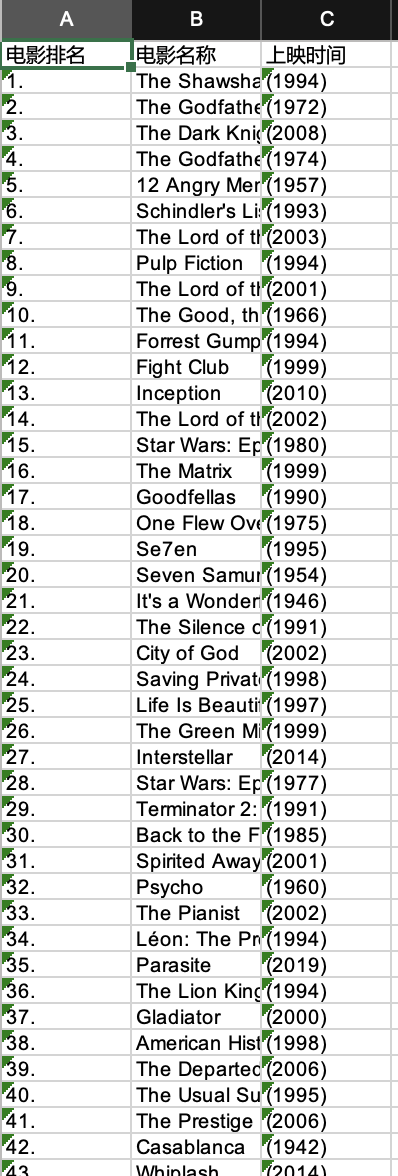 A B C
电影排名 电影名称 上映时间
1. The Shawsha (1994)
2. The Godfathe (1972)
3. The Dark Knig (2008)
4. The Godfathe (1974)
5. 12 Angry Men (1957)
6. Schindler's Lis (1993)
7. The Lord of th (2003)
8. Pulp Fiction (1994)
9. The Lord of th (2001)
10. The Good, th (1966)
11. Forrest Gump (1994)
12. Fight Club (1999)
13. Inception (2010)
14. The Lord of th (2002)
15. Star Wars: Ep (1980)
16. The Matrix (1999)
17. Goodfellas (1990)
18. One Flew Ove (1975)
19. Se7en (1995)
20. Seven Samur (1954)
21. It's a Wonder (1946)
22. The Silence o (1991)
23. City of God (2002)
24. Saving Privat (1998)
25. Life Is Beauti (1997)
26. The Green Mi (1999)
27. Interstellar (2014)
28. Star Wars: Ep (1977)
29. Terminator 2: (1991)
30. Back to the F (1985)
31. Spirited Away (2001)
32. Psycho (1960)
33. The Pianist (2002)
34. Léon: The Pr (1994)
35. Parasite (2019)
36. The Lion King (1994)
37. Gladiator (2000)
38. American Hist (1998)
39. The Departed (2006)
40. The Usual Su (1995)
41. The Prestige (2006)
42. Casablanca (1942)
43. Whiplash (2014)